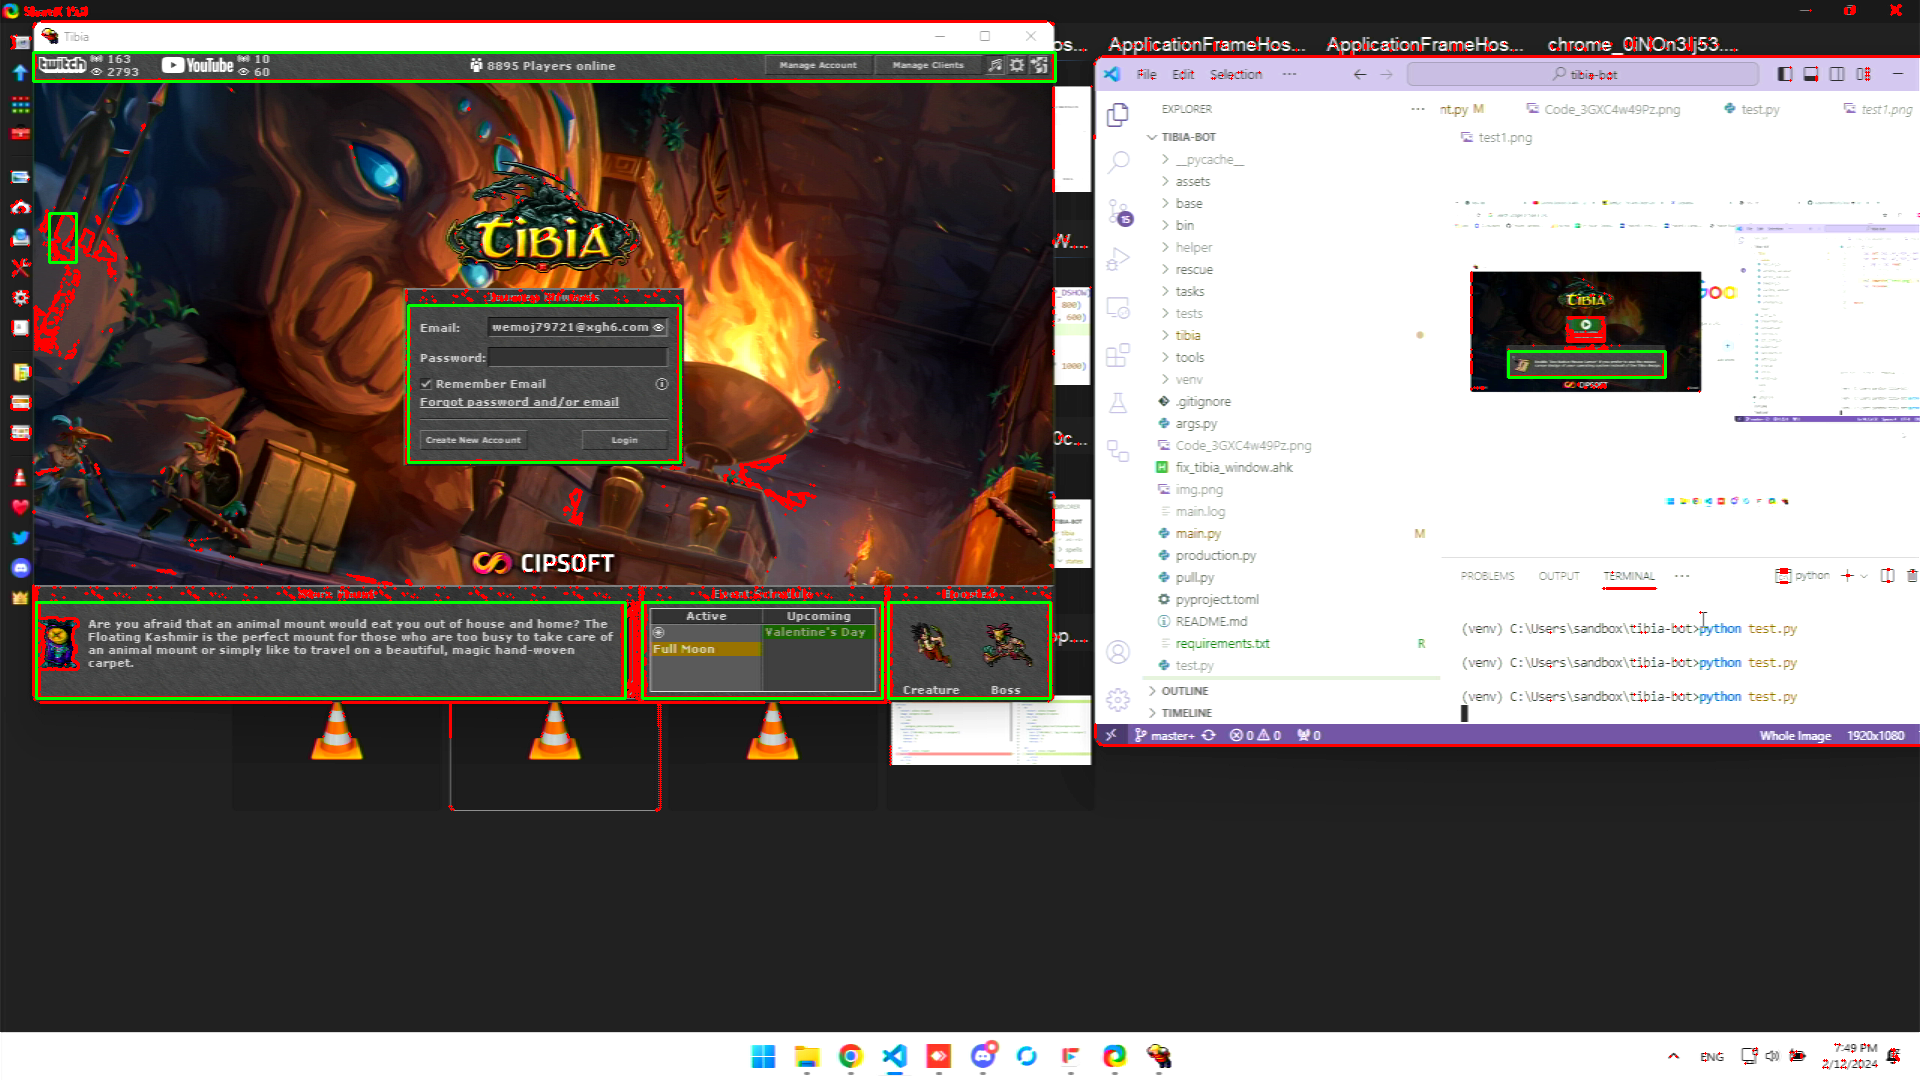 ShareX 15.0
Tibia
twitch 163 2793
YouTube 10 60
8895 Players online
Manage Account
Manage Clients
TIBIA
Journey Onwards
Email: wemoj79721@xgh6.com
Password:
Remember Email
Forgot password and/or email
Create New Account
Login
CIPSOFT
Store Mount
Are you afraid that an animal mount would eat you out of house and home? The
Floating Kashmir is the perfect mount for those who are too busy to take care of
an animal mount or simply like to travel on a beautiful, magic hand-woven
carpet.
Event Schedule
Active
Upcoming
Valentine's Day
Full Moon
Boosted
Creature
Boss
os...
ApplicationFrameHos...
ApplicationFrameHos...
chrome_0iNOn3Ij53....
File Edit Selection ···
tibia-bot
EXPLORER
nt.py M
Code_3GXC4w49Pz.png
test.py
test1.png
test1.png
TIBIA-BOT
__pycache__
assets
base
bin
helper
rescue
tasks
tests
tibia
tools
venv
.gitignore
args.py
Code_3GXC4w49Pz.png
fix_tibia_window.ahk
img.png
main.log
main.py M
production.py
pull.py
pyproject.toml
README.md
requirements.txt R
test.py
OUTLINE
TIMELINE
15
PROBLEMS
OUTPUT
TERMINAL
python
(venv) C:\Users\sandbox\tibia-bot>python test.py
(venv) C:\Users\sandbox\tibia-bot>python test.py
(venv) C:\Users\sandbox\tibia-bot>python test.py
master+
0 0
0
Whole Image
1920x1080
ENG
7:49 PM
2/12/2024